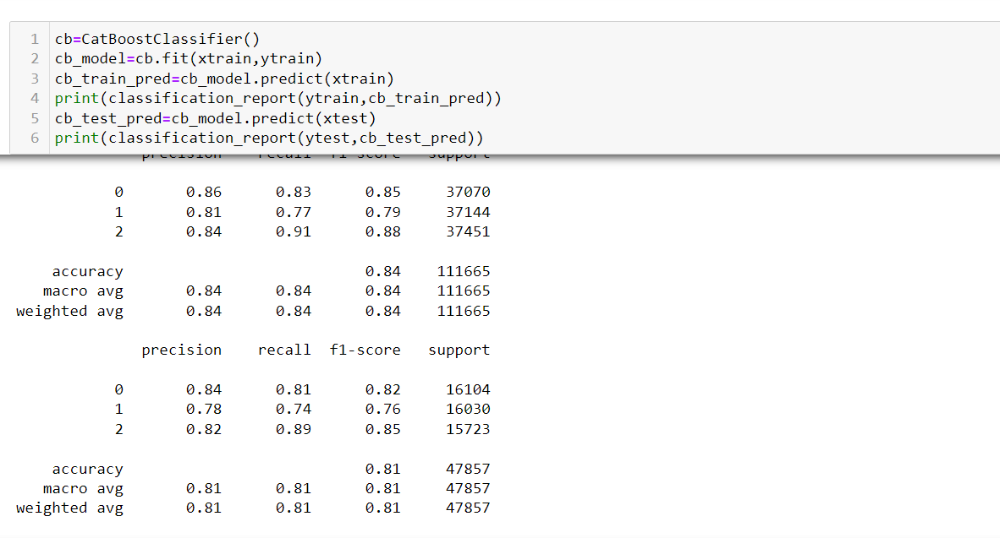 1 cb=CatBoostClassifier()
2 cb_model=cb.fit(xtrain,ytrain)
3 cb_train_pred=cb_model.predict(xtrain)
4 print(classification_report(ytrain,cb_train_pred))
5 cb_test_pred=cb_model.predict(xtest)
6 print(classification_report(ytest,cb_test_pred))
precision recall f1-score support
0 0.86 0.83 0.85 37070
1 0.81 0.77 0.79 37144
2 0.84 0.91 0.88 37451
accuracy 0.84 111665
macro avg 0.84 0.84 0.84 111665
weighted avg 0.84 0.84 0.84 111665
precision recall f1-score support
0 0.84 0.81 0.82 16104
1 0.78 0.74 0.76 16030
2 0.82 0.89 0.85 15723
accuracy 0.81 47857
macro avg 0.81 0.81 0.81 47857
weighted avg 0.81 0.81 0.81 47857